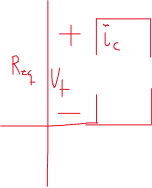 +
i_c
R_eq V_t
−